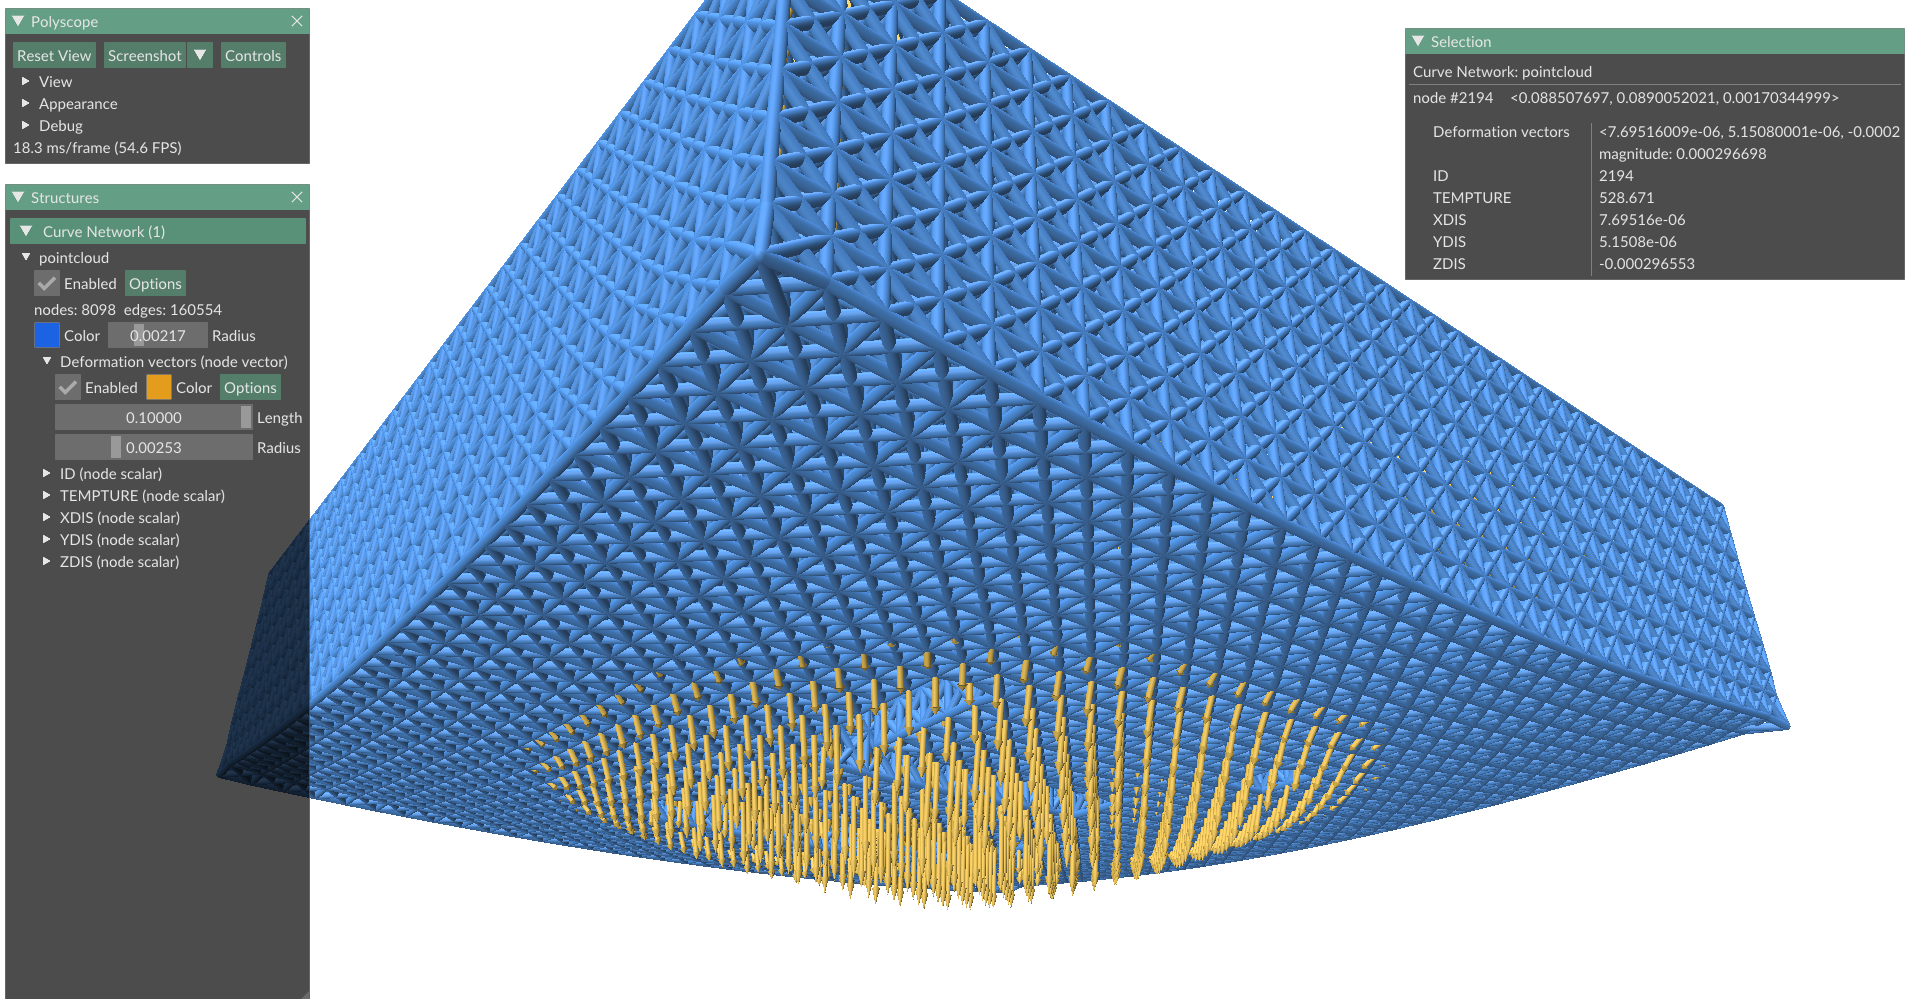 Polyscope
Reset View Screenshot Controls
View
Appearance
Debug
18.3 ms/frame (54.6 FPS)
Structures
Curve Network (1)
pointcloud
Enabled Options
nodes: 8098 edges: 160554
Color 0.00217 Radius
Deformation vectors (node vector)
Enabled Color Options
0.10000 Length
0.00253 Radius
ID (node scalar)
TEMPTURE (node scalar)
XDIS (node scalar)
YDIS (node scalar)
ZDIS (node scalar)
Selection
Curve Network: pointcloud
node #2194 <0.088507697, 0.0890052021, 0.00170344999>
Deformation vectors <7.69516009e-06, 5.15080001e-06, -0.0002
magnitude: 0.000296698
ID 2194
TEMPTURE 528.671
XDIS 7.69516e-06
YDIS 5.1508e-06
ZDIS -0.000296553